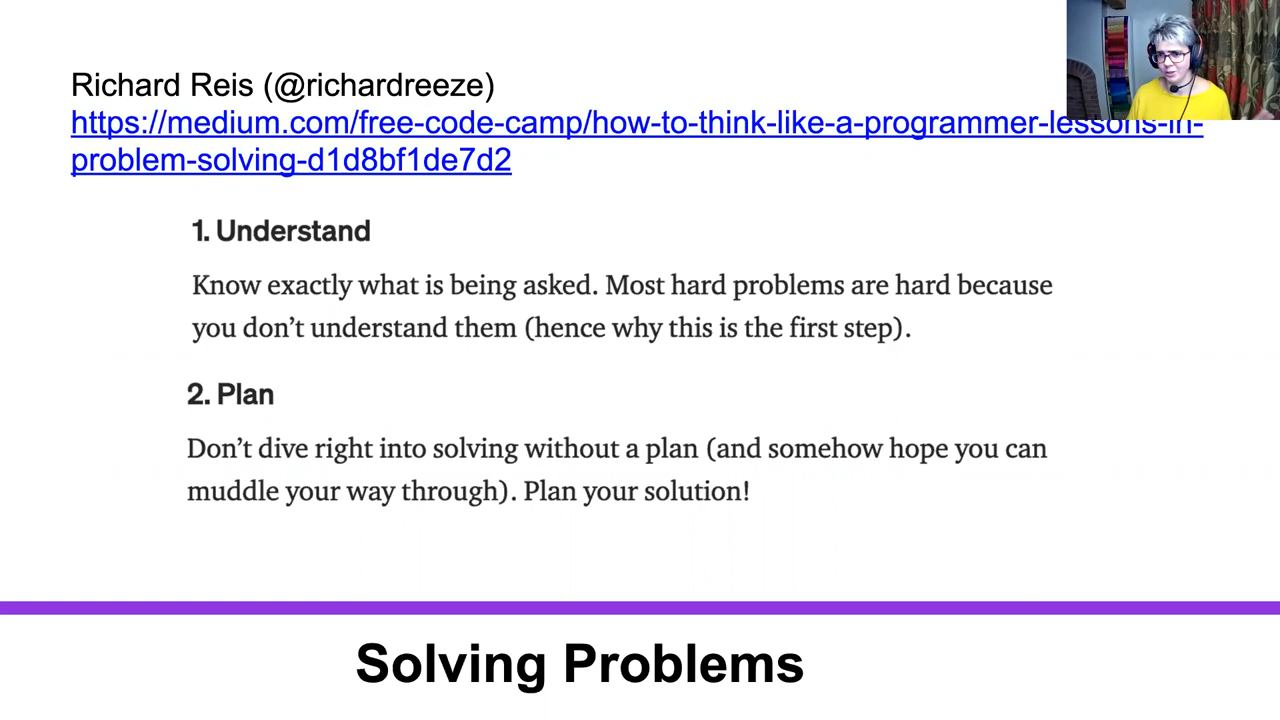 Richard Reis (@richardreeze)
https://medium.com/free-code-camp/how-to-think-like-a-programmer-lessons-in-
problem-solving-d1d8bf1de7d2
1. Understand
Know exactly what is being asked. Most hard problems are hard because
you don’t understand them (hence why this is the first step).
2. Plan
Don’t dive right into solving without a plan (and somehow hope you can
muddle your way through). Plan your solution!
Solving Problems